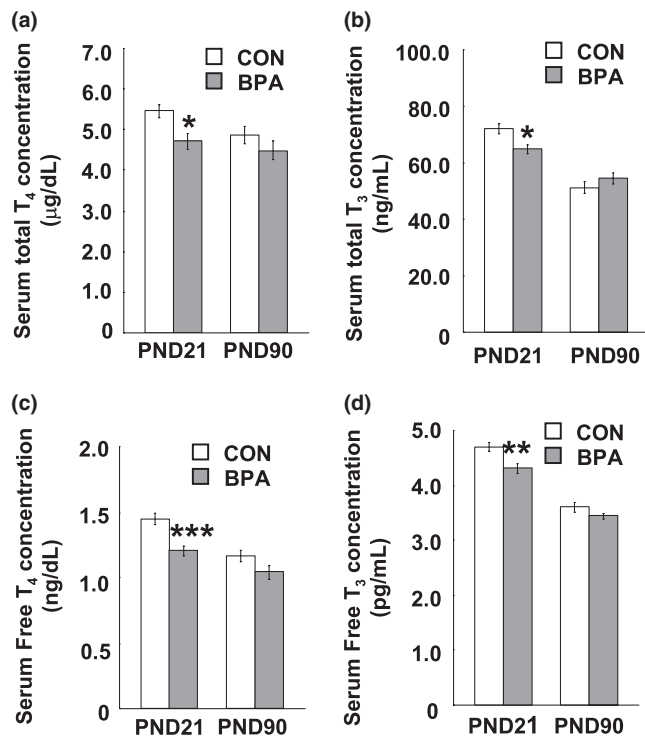 (a)
7.0
6.0
5.0
4.0
3.0
2.0
1.0
0
Serum total T4 concentration
(μg/dL)
CON
BPA
*
PND21 PND90
(b)
100.0
80.0
60.0
40.0
20.0
0
Serum total T3 concentration
(ng/mL)
CON
BPA
*
PND21 PND90
(c)
2.0
1.5
1.0
0.5
0
Serum Free T4 concentration
(ng/dL)
CON
BPA
***
PND21 PND90
(d)
5.0
4.0
3.0
2.0
1.0
0
Serum Free T3 concentration
(pg/mL)
CON
BPA
**
PND21 PND90